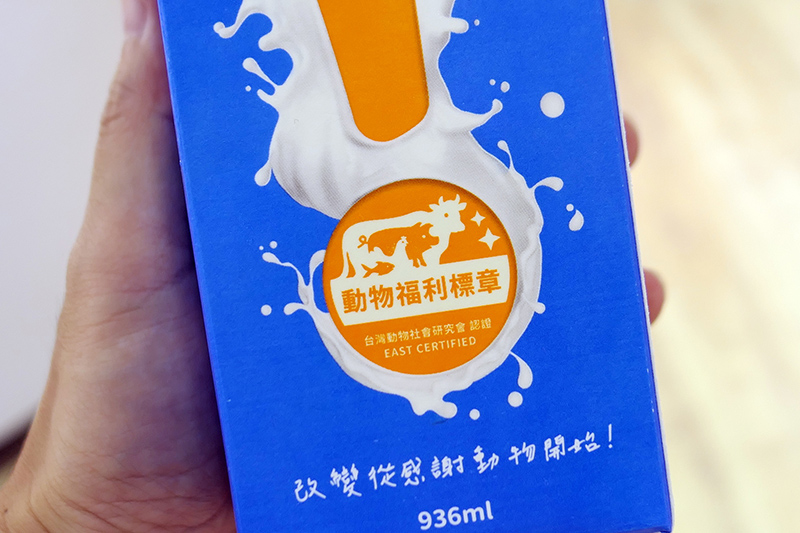 動物福利標章
台灣動物社會研究會 認證
EAST CERTIFIED
改變從感謝動物開始!
936ml